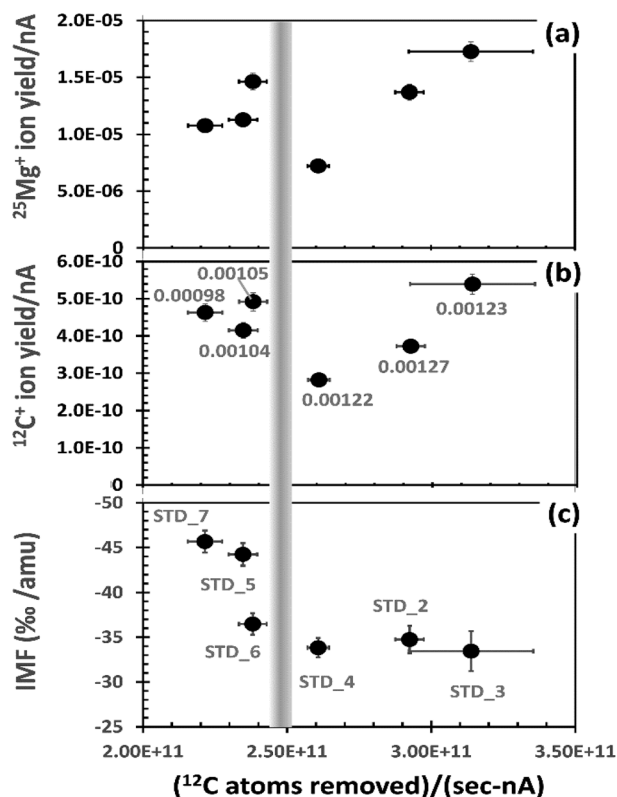 (a)
2.0E-05
1.5E-05
1.0E-05
5.0E-06
0
²⁵Mg⁺ ion yield/nA
(b)
6.0E-10
5.0E-10
4.0E-10
3.0E-10
2.0E-10
1.0E-10
0
¹²C⁺ ion yield/nA
0.00105
0.00098
0.00104
0.00123
0.00127
0.00122
(c)
-50
-45
-40
-35
-30
-25
IMF (‰ /amu)
STD_7
STD_5
STD_6
STD_4
STD_2
STD_3
2.00E+11 2.50E+11 3.00E+11 3.50E+11
(¹²C atoms removed)/(sec-nA)